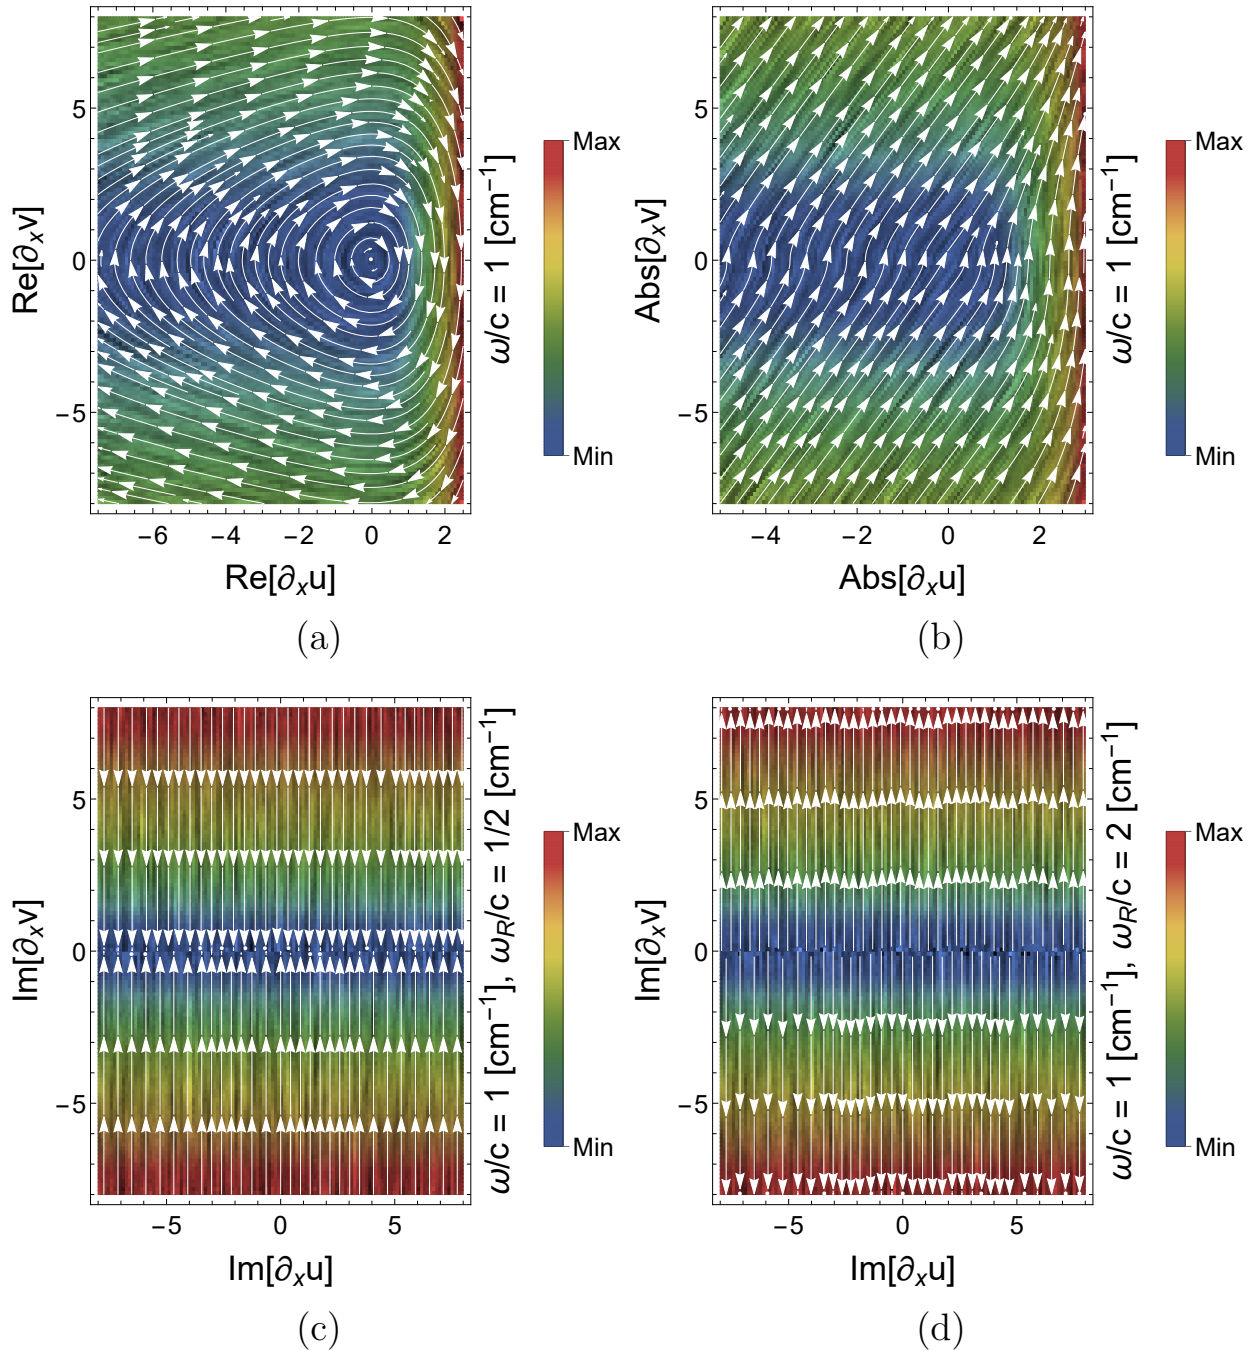 Re[∂ₓv]
5
0
−5
−6 −4 −2 0 2
Re[∂ₓu]
ω/c = 1 [cm⁻¹]
Max
Min
(a)
Abs[∂ₓv]
5
0
−5
−4 −2 0 2
Abs[∂ₓu]
ω/c = 1 [cm⁻¹]
Max
Min
(b)
Im[∂ₓv]
5
0
−5
−5 0 5
Im[∂ₓu]
ω/c = 1 [cm⁻¹], ω_R/c = 1/2 [cm⁻¹]
Max
Min
(c)
Im[∂ₓv]
5
0
−5
−5 0 5
Im[∂ₓu]
ω/c = 1 [cm⁻¹], ω_R/c = 2 [cm⁻¹]
Max
Min
(d)